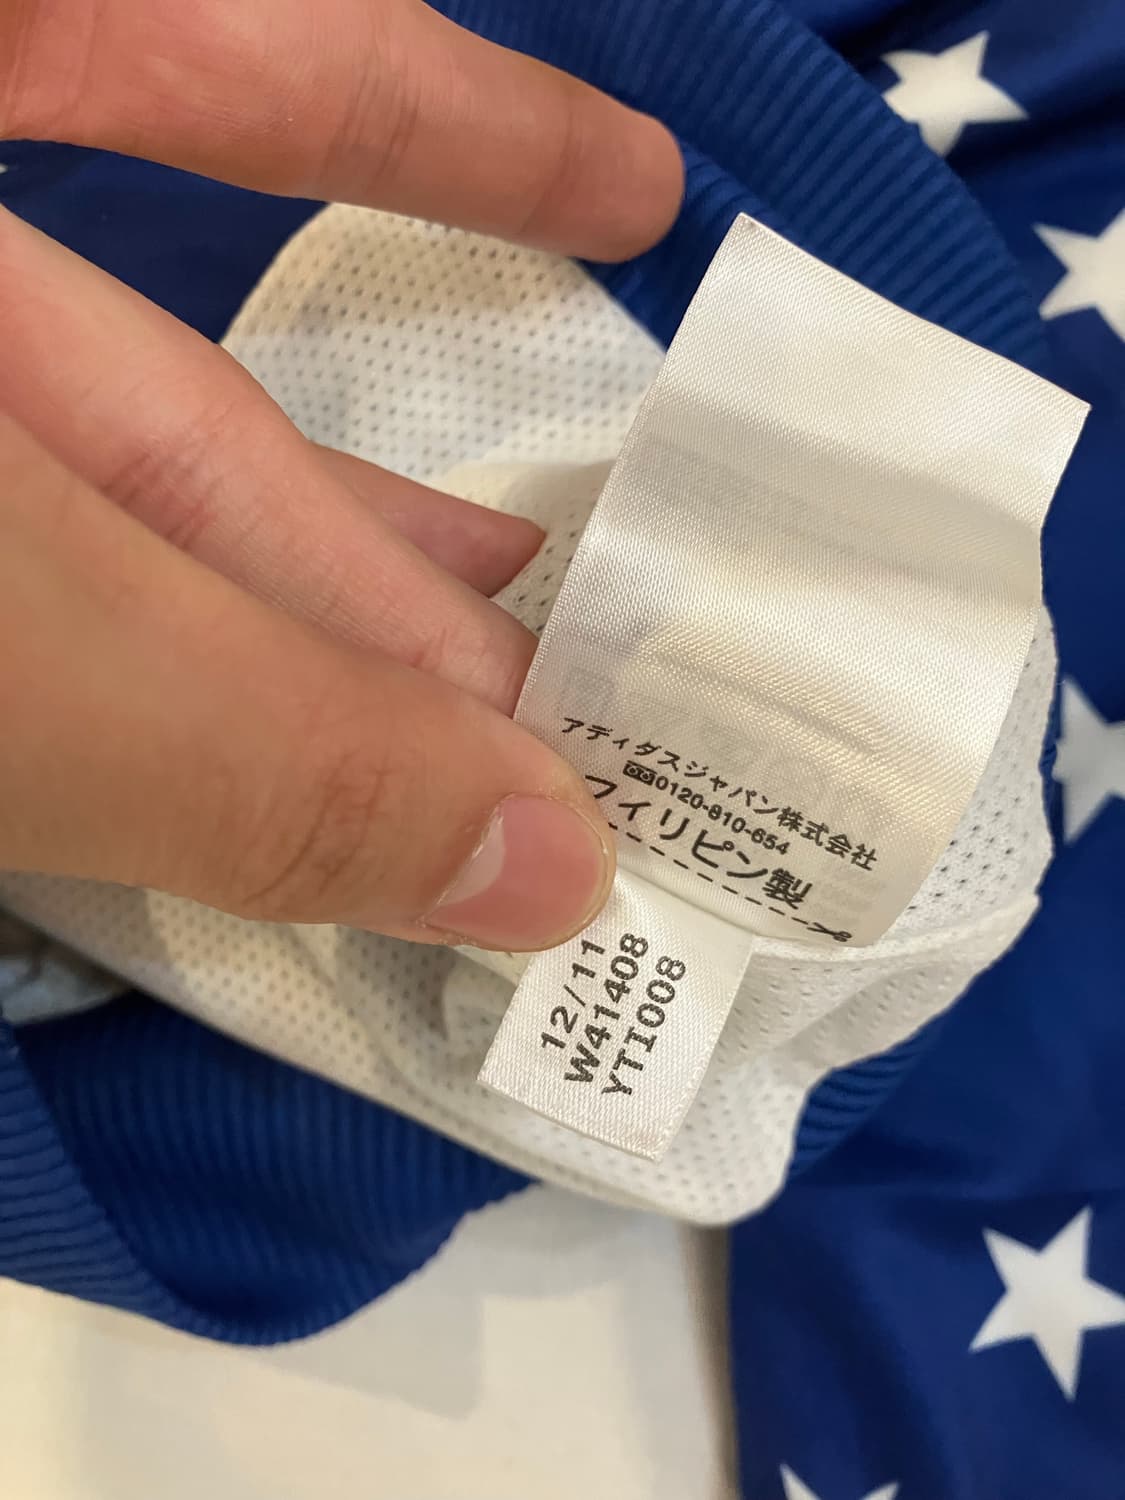 アディダスジャパン株式会社
0120-810-654
フィリピン製
12/11
W41408
YTI008